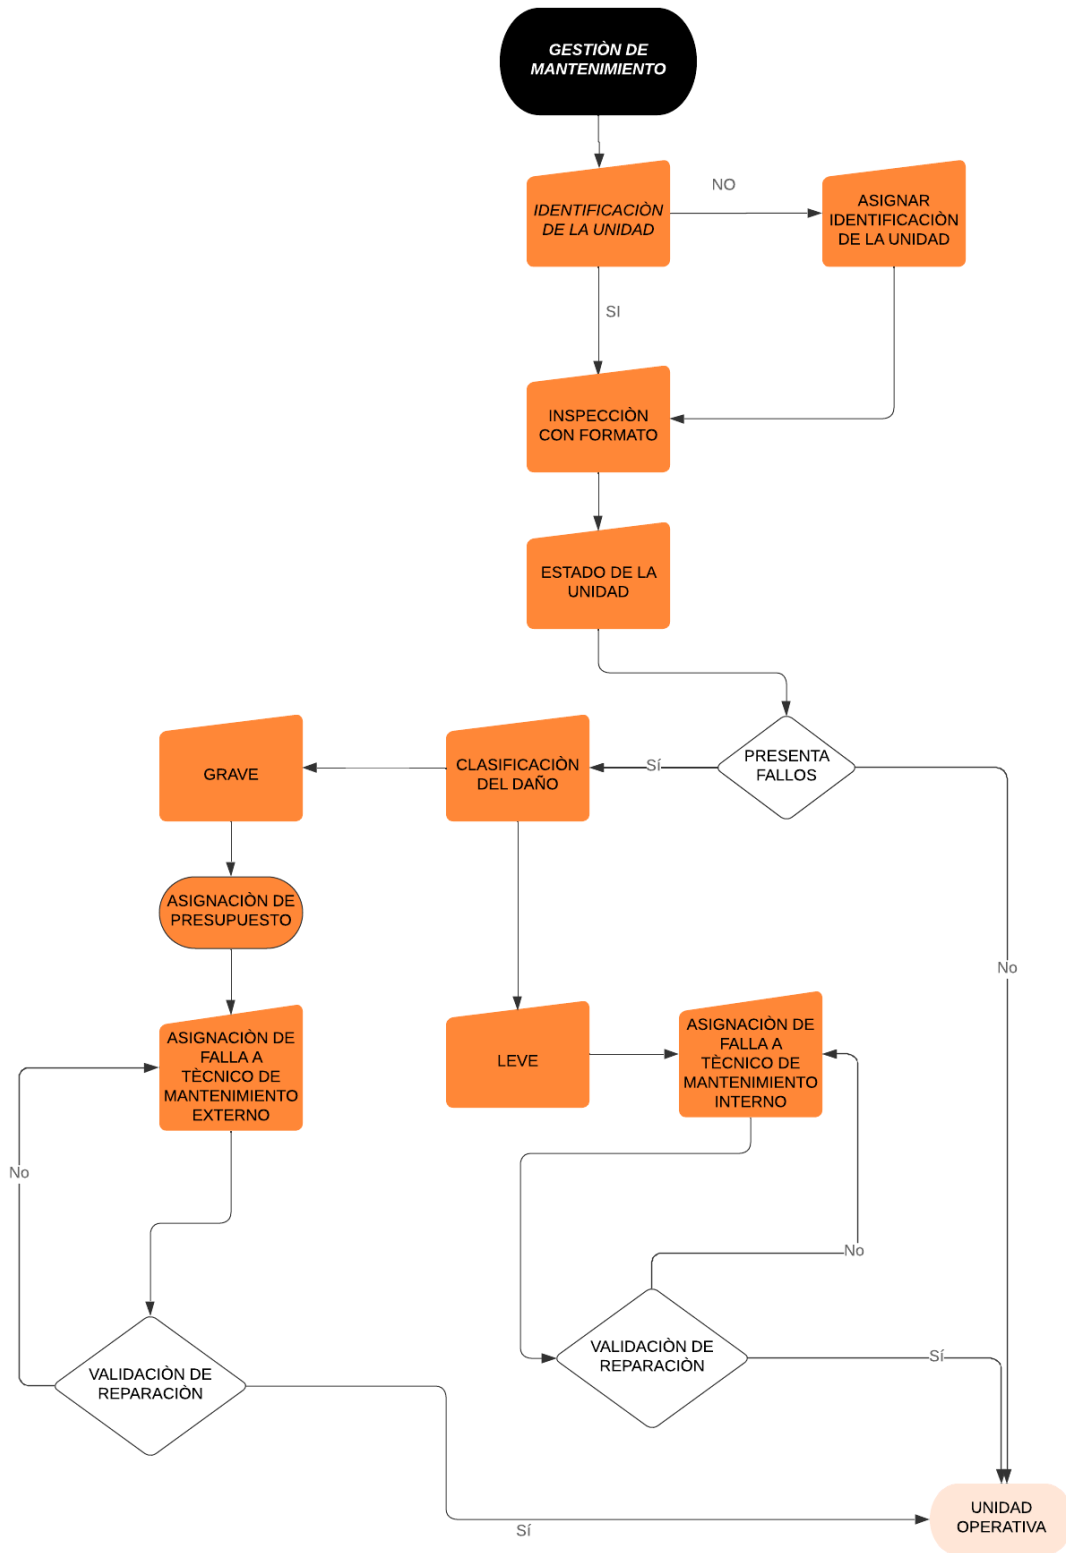 GESTIÒN DE
MANTENIMIENTO
IDENTIFICACIÒN
DE LA UNIDAD
NO
ASIGNAR
IDENTIFICACIÒN
DE LA UNIDAD
SI
INSPECCIÒN
CON FORMATO
ESTADO DE LA
UNIDAD
PRESENTA
FALLOS
Sí
No
CLASIFICACIÒN
DEL DAÑO
GRAVE
ASIGNACIÒN DE
PRESUPUESTO
ASIGNACIÒN DE
FALLA A
TÈCNICO DE
MANTENIMIENTO
EXTERNO
LEVE
ASIGNACIÒN DE
FALLA A
TÈCNICO DE
MANTENIMIENTO
INTERNO
No
No
VALIDACIÒN DE
REPARACIÒN
VALIDACIÒN DE
REPARACIÒN
Sí
Sí
UNIDAD
OPERATIVA